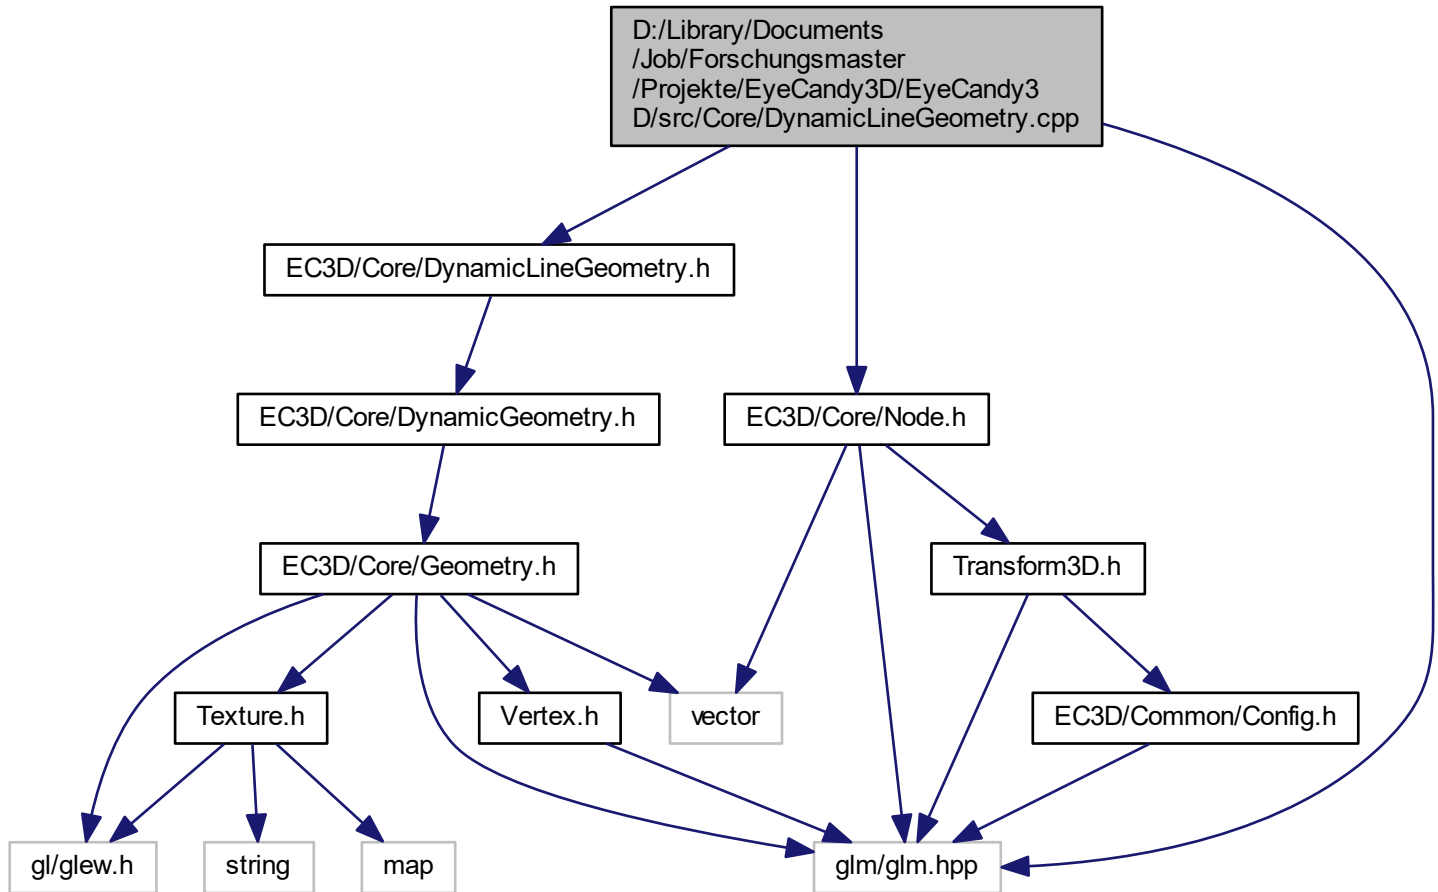 D:/Library/Documents
/Job/Forschungsmaster
/Projekte/EyeCandy3D/EyeCandy3
D/src/Core/DynamicLineGeometry.cpp
EC3D/Core/DynamicLineGeometry.h
EC3D/Core/DynamicGeometry.h
EC3D/Core/Node.h
EC3D/Core/Geometry.h
Transform3D.h
Texture.h
Vertex.h
vector
EC3D/Common/Config.h
gl/glew.h
string
map
glm/glm.hpp